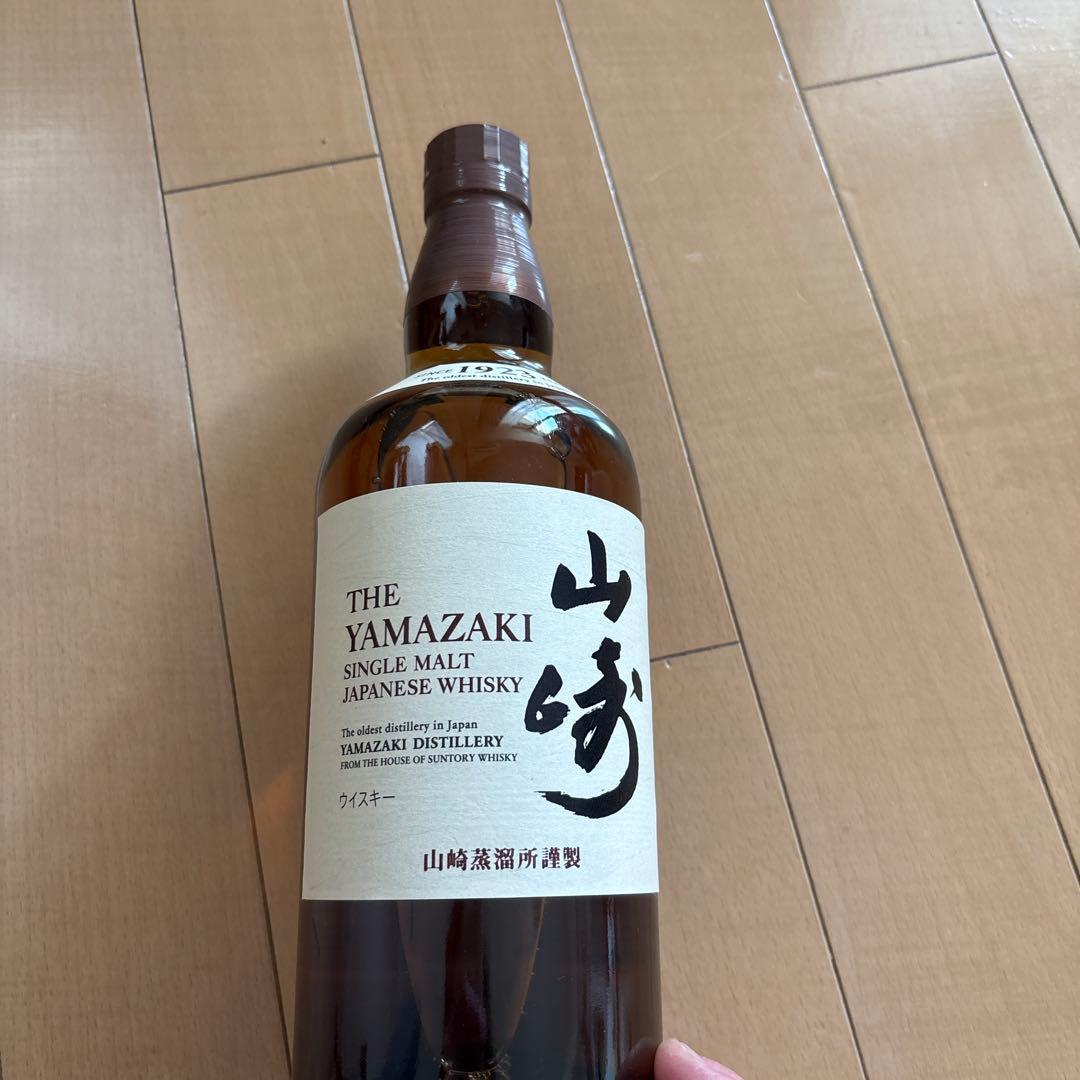 SINCE 1923
The oldest distillery in
THE
YAMAZAKI
SINGLE MALT
JAPANESE WHISKY
The oldest distillery in Japan
YAMAZAKI DISTILLERY
FROM THE HOUSE OF SUNTORY WHISKY
ウイスキー
山崎
山崎蒸溜所謹製